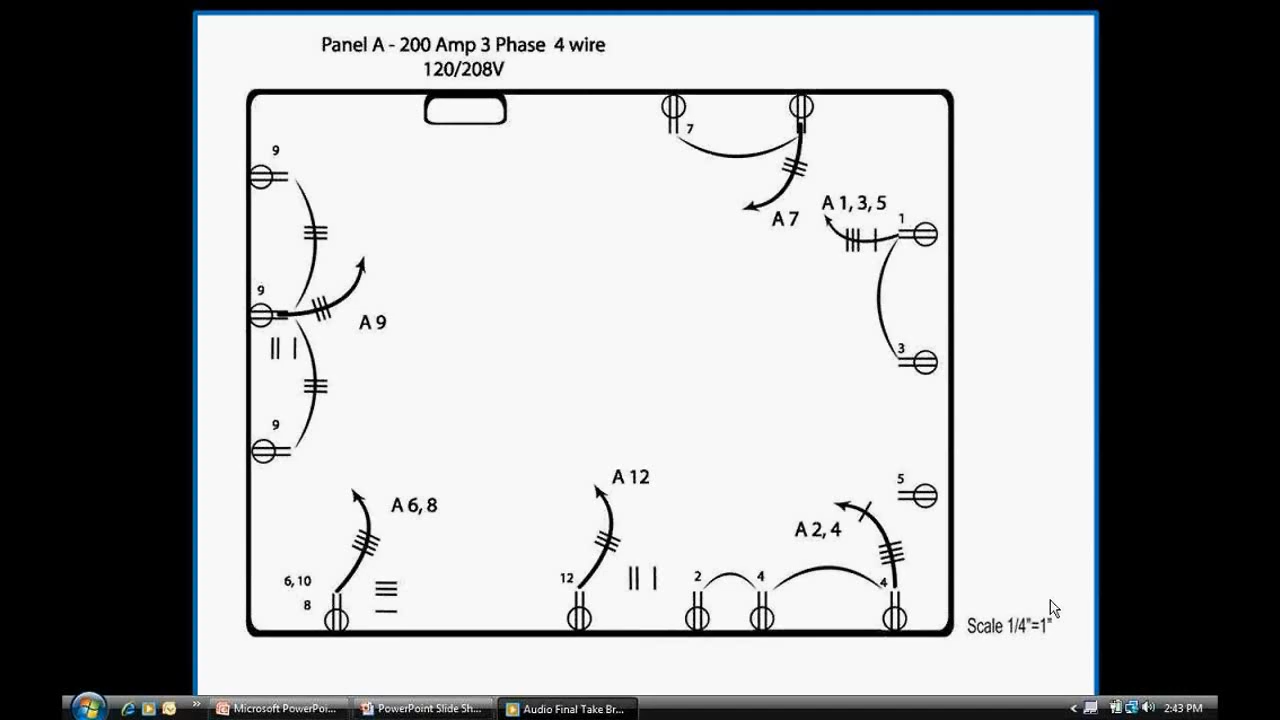 Panel A - 200 Amp 3 Phase 4 wire
120/208V
9
7
A 7
A 1, 3, 5
1
9
A 9
3
9
A 12
5
A 6, 8
A 2, 4
6, 10
8
12
2
4
4
Scale 1/4"=1"
Microsoft PowerPoi...
PowerPoint Slide Sh...
Audio Final Take Br...
2:43 PM